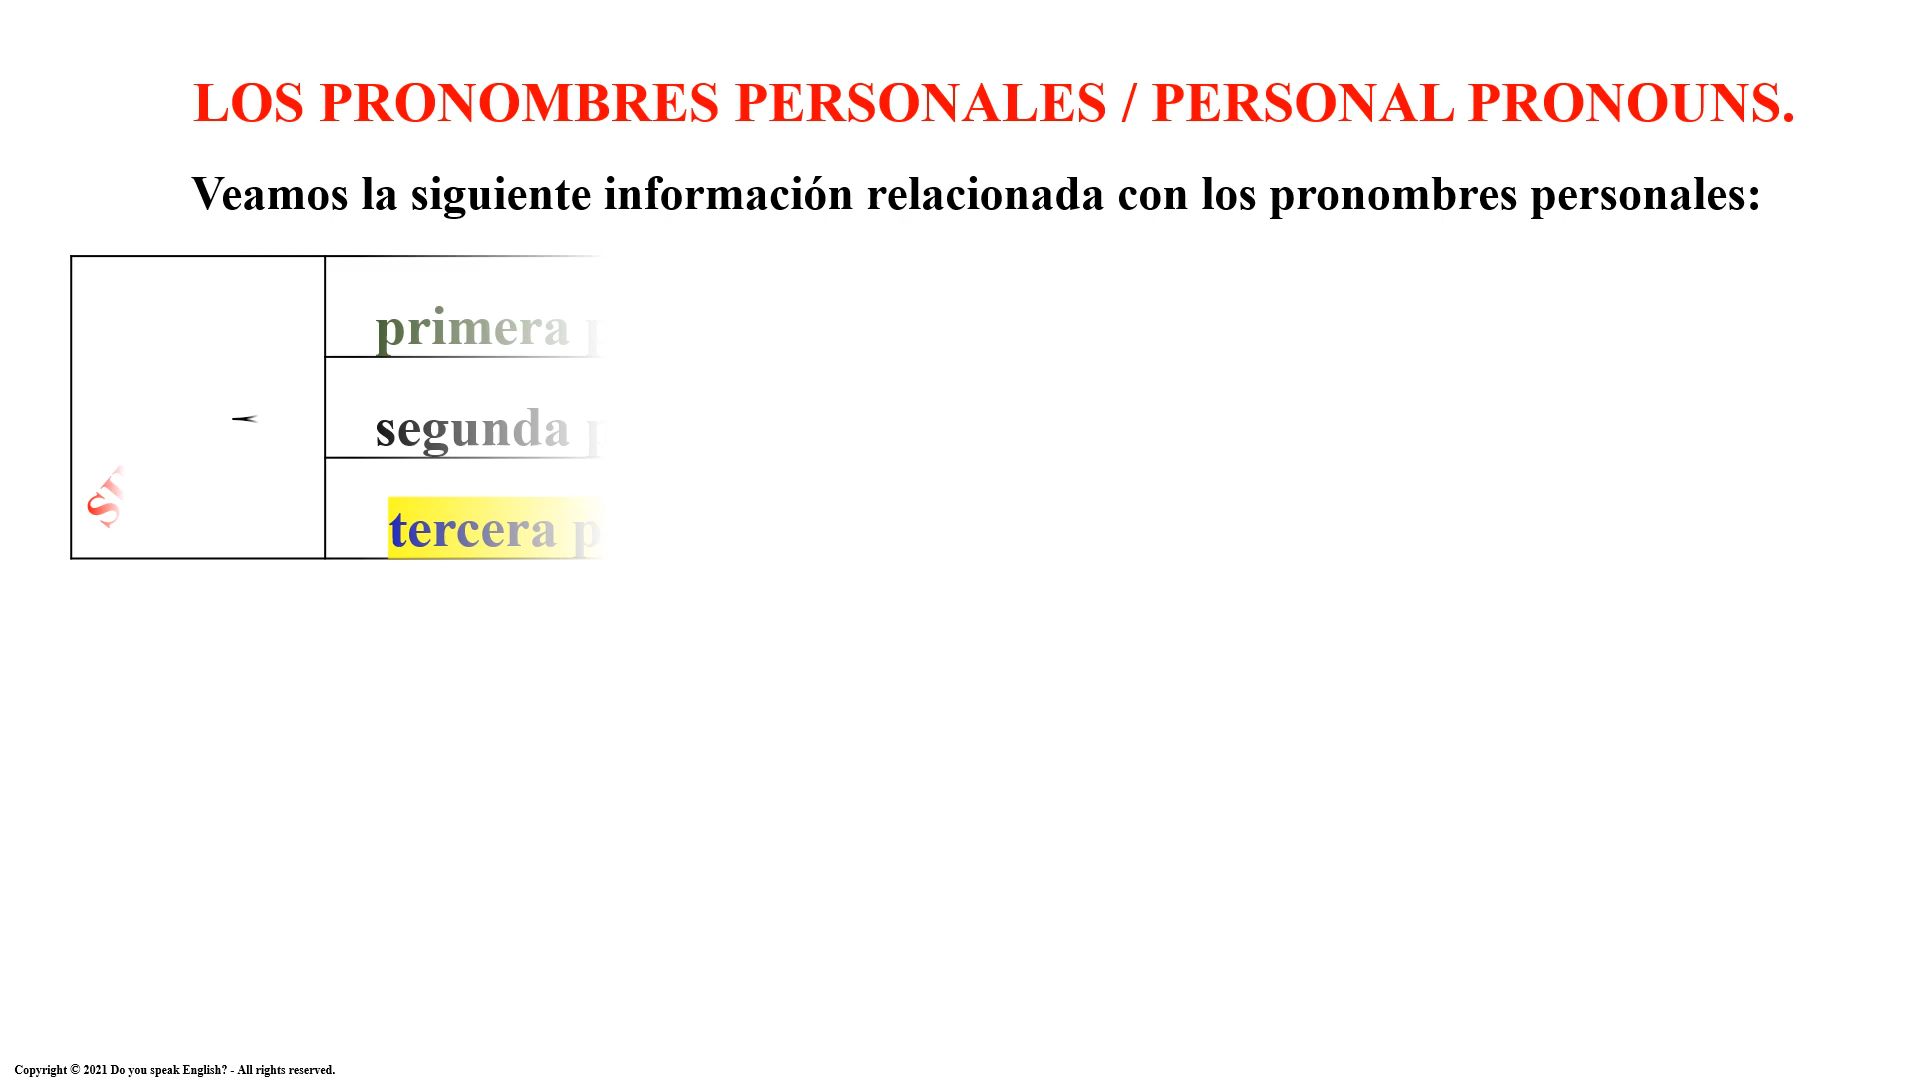 LOS PRONOMBRES PERSONALES / PERSONAL PRONOUNS.
Veamos la siguiente información relacionada con los pronombres personales:
primera
segunda
tercera
Copyright © 2021 Do you speak English? - All rights reserved.